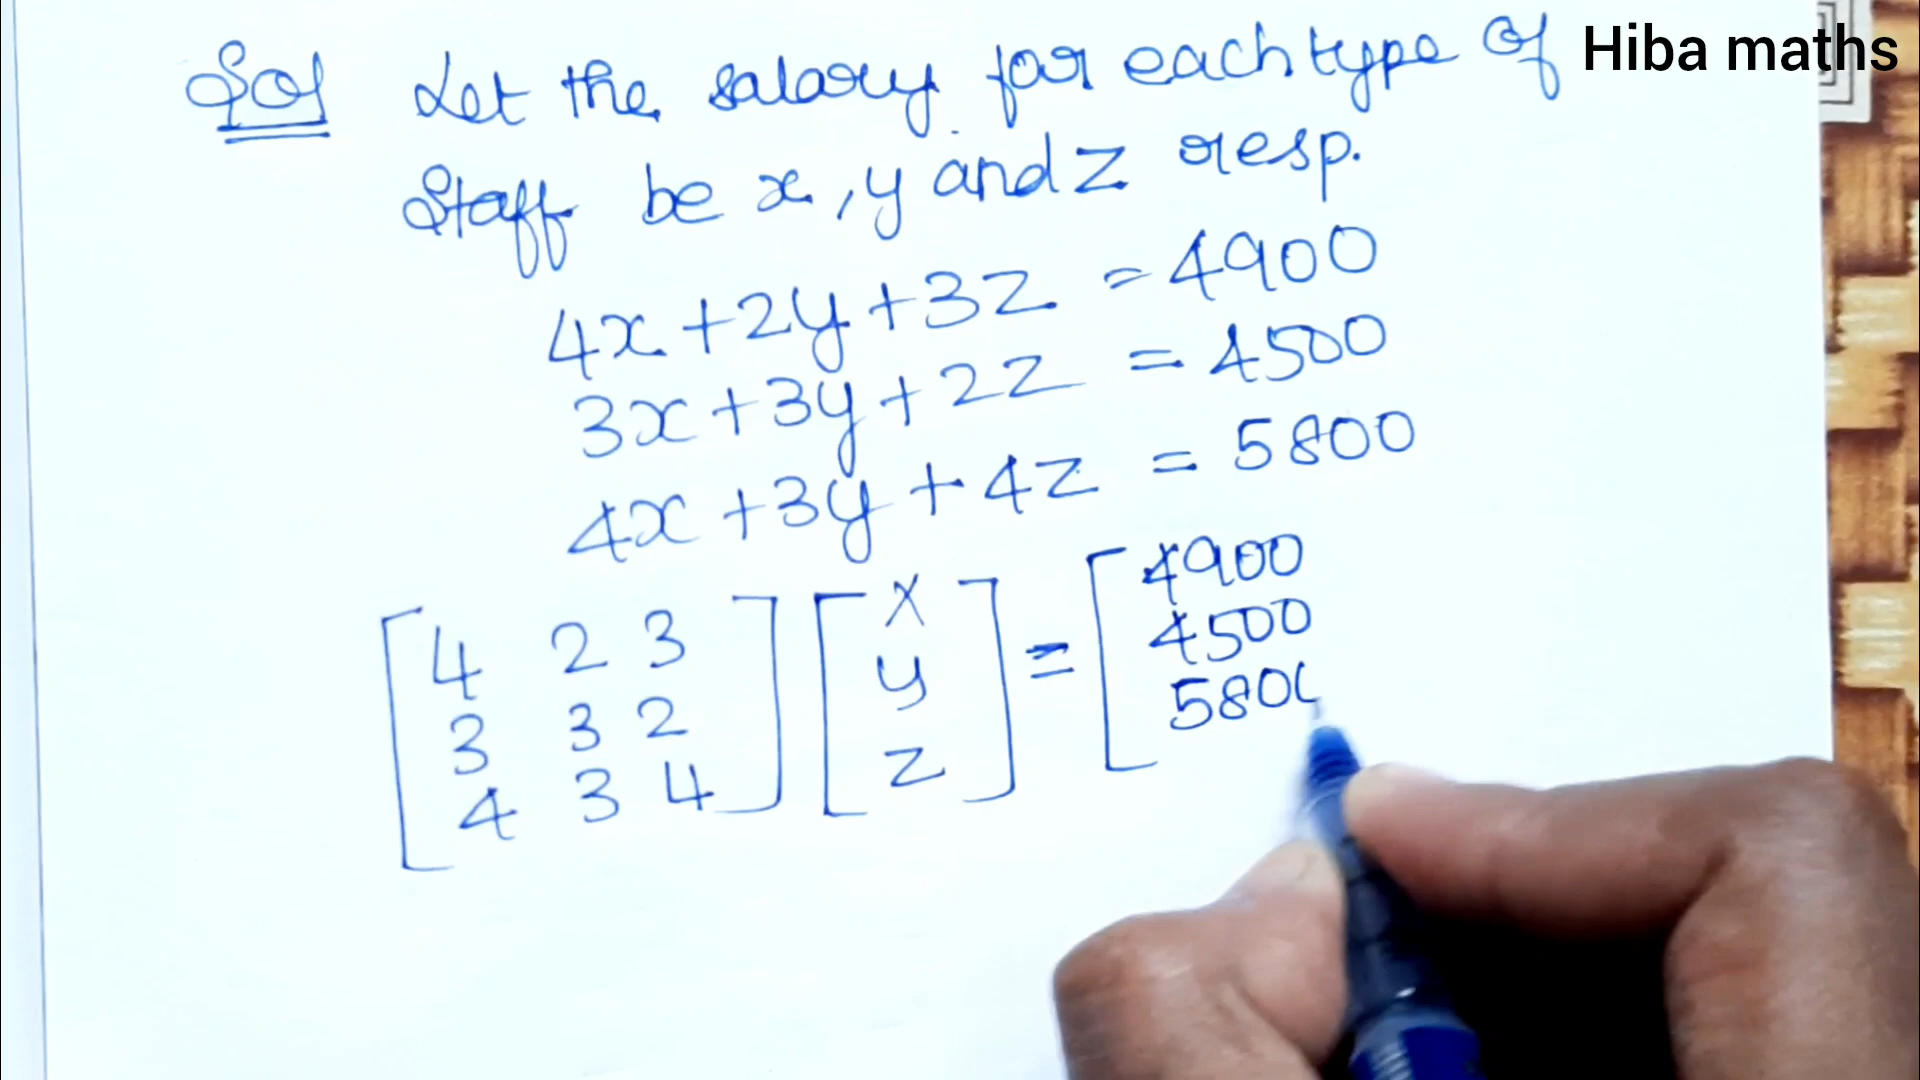 Hiba maths
Sol Let the salary for each type of
Staff be x, y and z resp.
4x + 2y + 3z = 4900
3x + 3y + 2z = 4500
4x + 3y + 4z = 5800
[4 2 3] [x] = [4900
[3 3 2] [y] [4500
[4 3 4] [z] [580